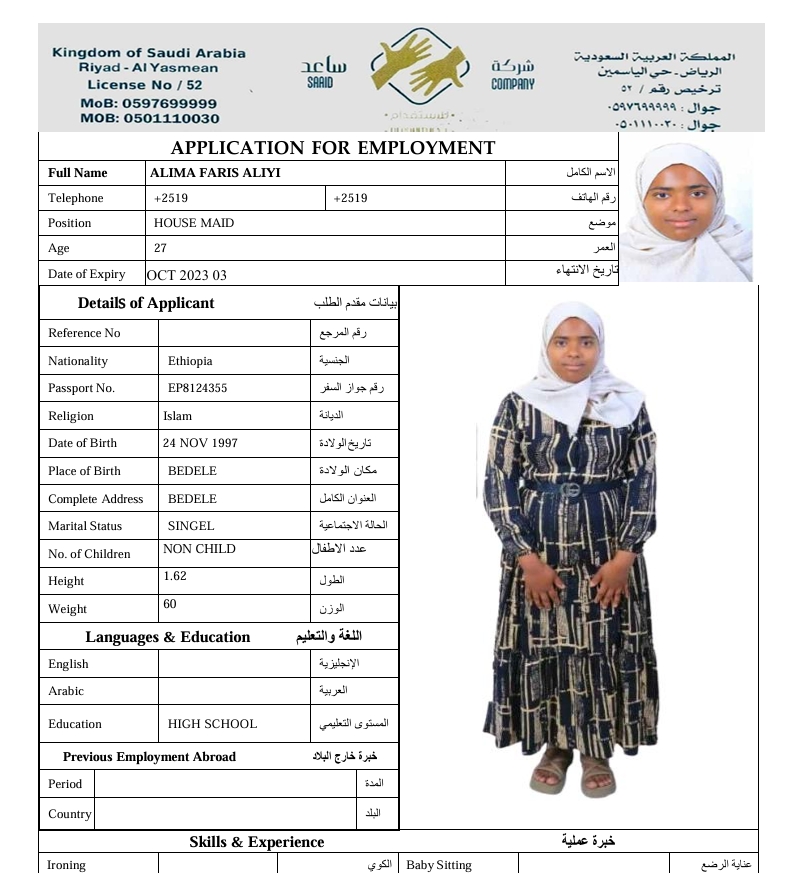 Kingdom of Saudi Arabia
Riyad - Al Yasmean
License No / 52
MoB: 0597699999
MOB: 0501110030
ساعد
SAAID
شركة
COMPANY
للاستقدام
المملكة العربية السعودية
الرياض - حي الياسمين
ترخيص رقم / ٥٢
جوال : ٠٥٩٧٦٩٩٩٩٩
جوال : ٠٥٠١١١٠٠٣٠
APPLICATION FOR EMPLOYMENT
Full Name ALIMA FARIS ALIYI الاسم الكامل
Telephone +2519 +2519 رقم الهاتف
Position HOUSE MAID موضع
Age 27 العمر
Date of Expiry OCT 2023 03 تاريخ الانتهاء
Details of Applicant بيانات مقدم الطلب
Reference No رقم المرجع
Nationality Ethiopia الجنسية
Passport No. EP8124355 رقم جواز السفر
Religion Islam الديانة
Date of Birth 24 NOV 1997 تاريخ الولادة
Place of Birth BEDELE مكان الولادة
Complete Address BEDELE العنوان الكامل
Marital Status SINGEL الحالة الاجتماعية
No. of Children NON CHILD عدد الاطفال
Height 1.62 الطول
Weight 60 الوزن
Languages & Education اللغة والتعليم
English الإنجليزية
Arabic العربية
Education HIGH SCHOOL المستوى التعليمي
Previous Employment Abroad خبرة خارج البلاد
Period المدة
Country البلد
Skills & Experience خبرة عملية
Ironing الكوي Baby Sitting عناية الرضع